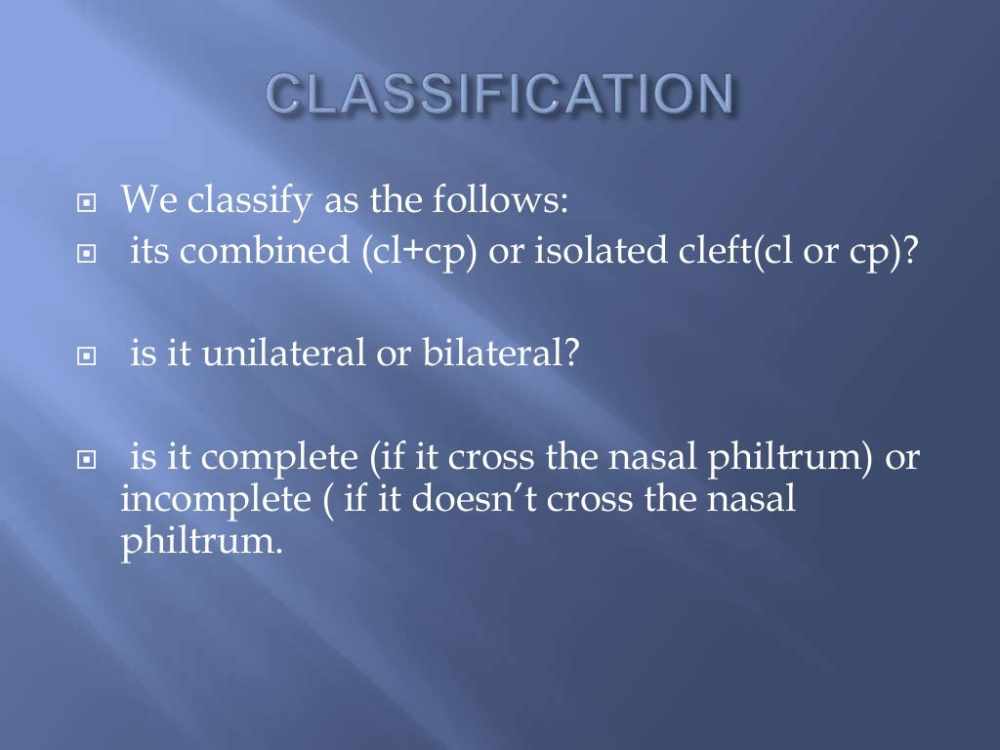 CLASSIFICATION
We classify as the follows:
its combined (cl+cp) or isolated cleft(cl or cp)?
is it unilateral or bilateral?
is it complete (if it cross the nasal philtrum) or
incomplete ( if it doesn’t cross the nasal
philtrum.